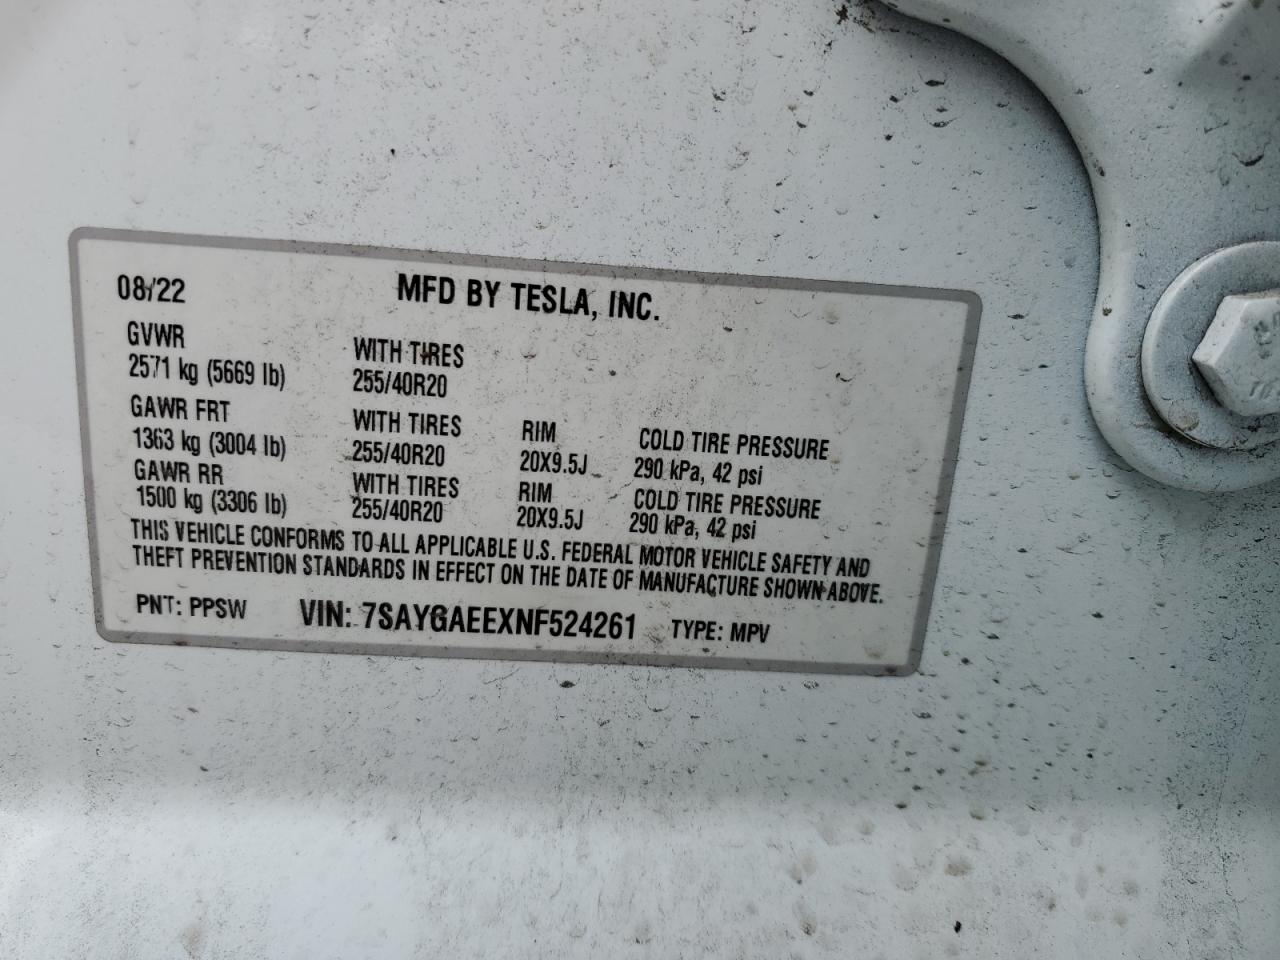 08/22 MFD BY TESLA, INC.
GVWR WITH TIRES
2571 kg (5669 lb) 255/40R20
GAWR FRT WITH TIRES RIM COLD TIRE PRESSURE
1363 kg (3004 lb) 255/40R20 20X9.5J 290 kPa, 42 psi
GAWR RR WITH TIRES RIM COLD TIRE PRESSURE
1500 kg (3306 lb) 255/40R20 20X9.5J 290 kPa, 42 psi
THIS VEHICLE CONFORMS TO ALL APPLICABLE U.S. FEDERAL MOTOR VEHICLE SAFETY AND
THEFT PREVENTION STANDARDS IN EFFECT ON THE DATE OF MANUFACTURE SHOWN ABOVE.
PNT: PPSW VIN: 7SAYGAEEXNF524261 TYPE: MPV